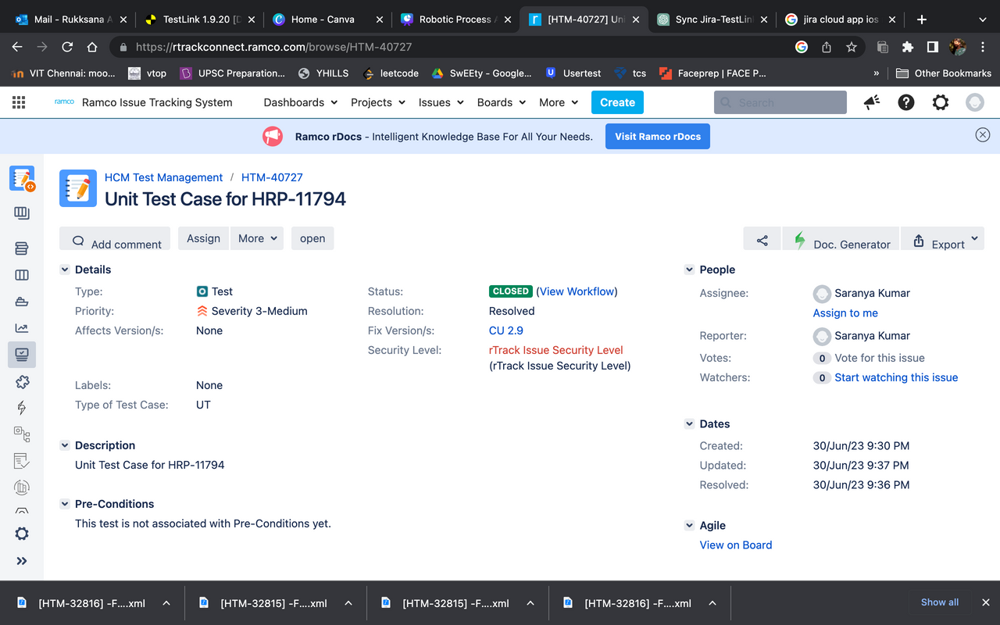 Mail - Rukksana A
TestLink 1.9.20 [D
Home - Canva
Robotic Process A
[HTM-40727] Uni
Sync Jira-TestLin
jira cloud app ios
https://rtrackconnect.ramco.com/browse/HTM-40727
VIT Chennai: moo...
vtop
UPSC Preparation...
YHILLS
leetcode
SwEEty - Google...
Usertest
tcs
Faceprep | FACE P...
»
Other Bookmarks
ramco
Ramco Issue Tracking System
Dashboards
Projects
Issues
Boards
More
Create
Search
Ramco rDocs - Intelligent Knowledge Base For All Your Needs.
Visit Ramco rDocs
HCM Test Management / HTM-40727
Unit Test Case for HRP-11794
Add comment
Assign
More
open
Doc. Generator
Export
Details
Type: Test
Priority: Severity 3-Medium
Affects Version/s: None
Labels: None
Type of Test Case: UT
Status: CLOSED (View Workflow)
Resolution: Resolved
Fix Version/s: CU 2.9
Security Level: rTrack Issue Security Level
(rTrack Issue Security Level)
Description
Unit Test Case for HRP-11794
Pre-Conditions
This test is not associated with Pre-Conditions yet.
People
Assignee: Saranya Kumar
Assign to me
Reporter: Saranya Kumar
Votes: 0 Vote for this issue
Watchers: 0 Start watching this issue
Dates
Created: 30/Jun/23 9:30 PM
Updated: 30/Jun/23 9:37 PM
Resolved: 30/Jun/23 9:36 PM
Agile
View on Board
[HTM-32816] -F....xml
[HTM-32815] -F....xml
[HTM-32815] -F....xml
[HTM-32816] -F....xml
Show all